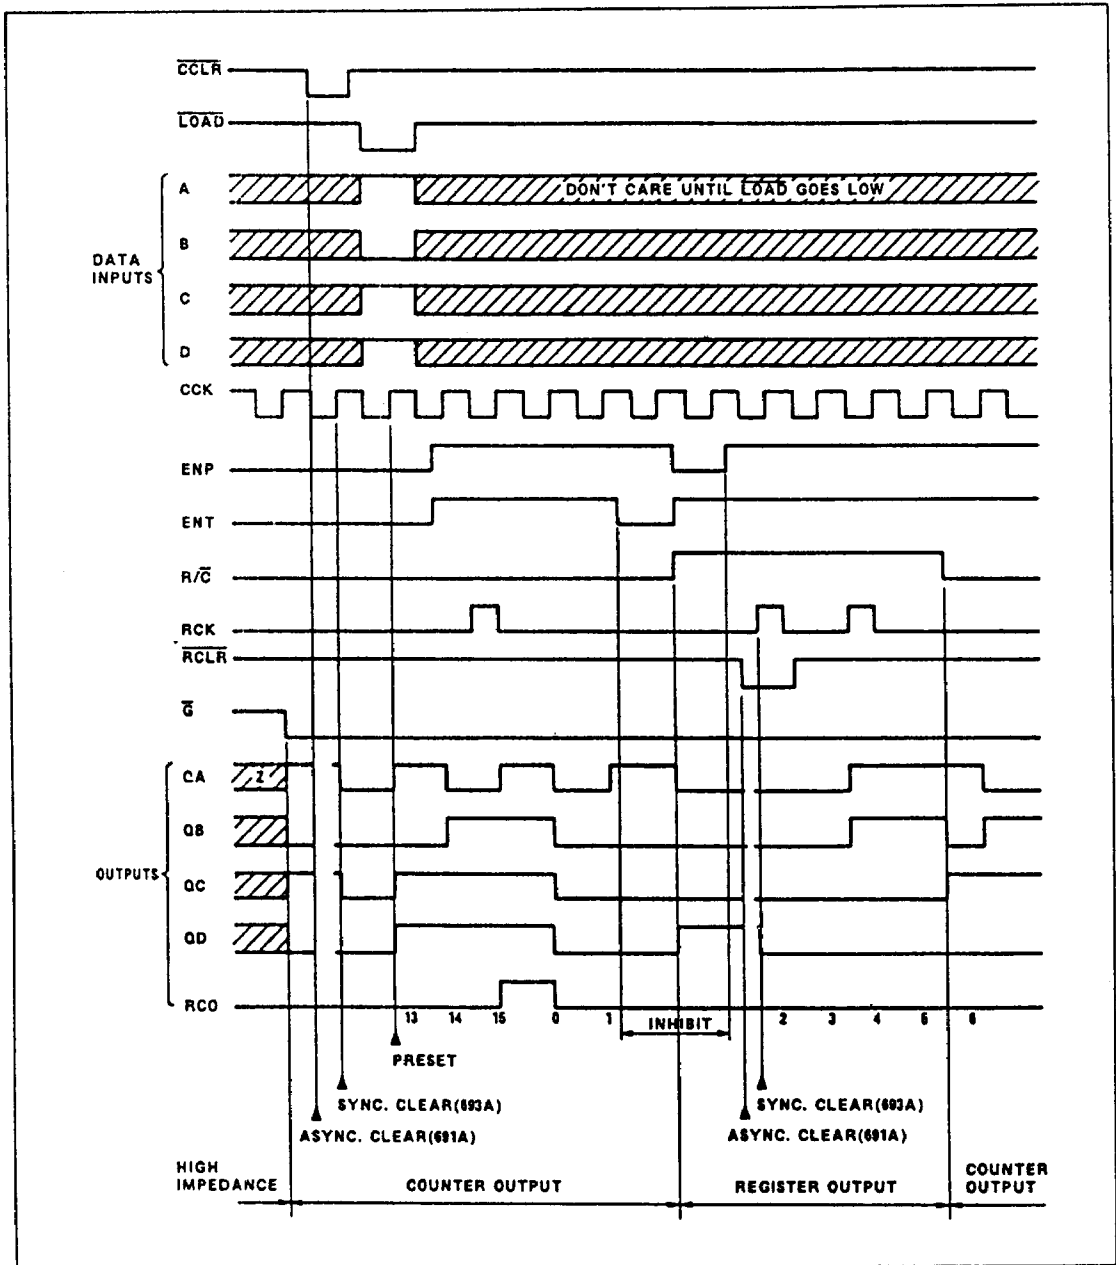 CCLR
LOAD
A
DON'T CARE UNTIL LOAD GOES LOW
B
DATA INPUTS
C
D
CCK
ENP
ENT
R/C
RCK
RCLR
G
CA
Z
QB
OUTPUTS
QC
QD
RCO
13 14 15 0 1 INHIBIT 2 3 4 5 6
PRESET
SYNC. CLEAR(693A)
SYNC. CLEAR(693A)
ASYNC. CLEAR(691A)
ASYNC. CLEAR(691A)
HIGH IMPEDANCE
COUNTER OUTPUT
REGISTER OUTPUT
COUNTER OUTPUT